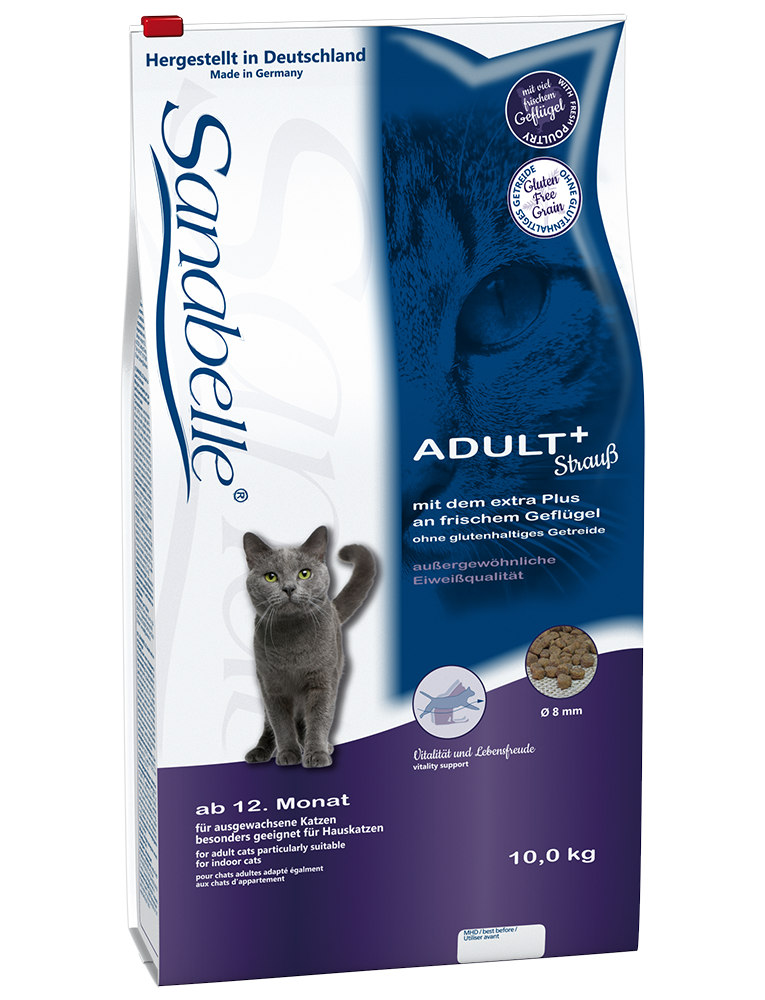 Hergestellt in Deutschland
Made in Germany
Sanabelle®
mit viel
frischem
Geflügel
WITH FRESH POULTRY
OHNE GLUTENHALTIGES GETREIDE
Gluten
Free
Grain
ADULT+
Strauß
mit dem extra Plus
an frischem Geflügel
ohne glutenhaltiges Getreide
außergewöhnliche
Eiweißqualität
Ø 8 mm
Vitalität und Lebensfreude
vitality support
ab 12. Monat
für ausgewachsene Katzen
besonders geeignet für Hauskatzen
for adult cats particularly suitable
for indoor cats
pour chats adultes adapté égalment
aux chats d'appartement
10,0 kg
MHD / best before /
Utiliser avant